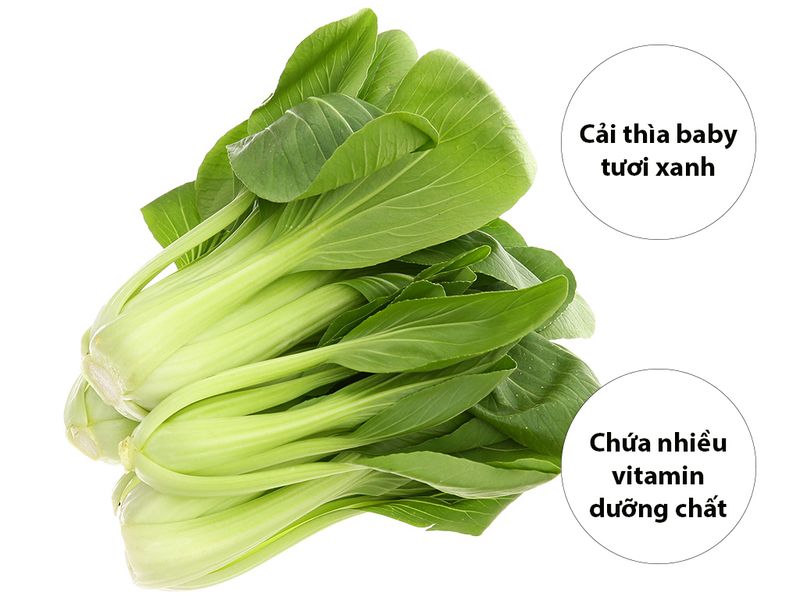 Cải thìa baby
tươi xanh
Chứa nhiều
vitamin
dưỡng chất